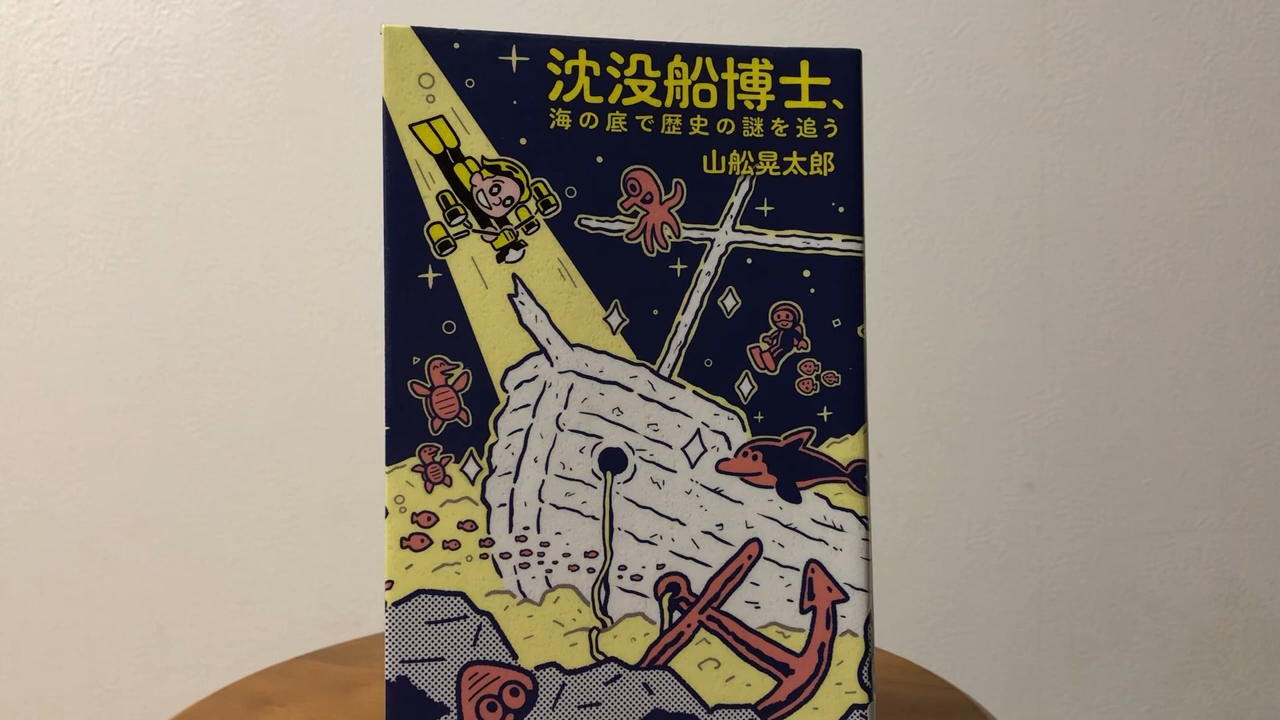 沈没船博士、
海の底で歴史の謎を追う
山舩晃太郎